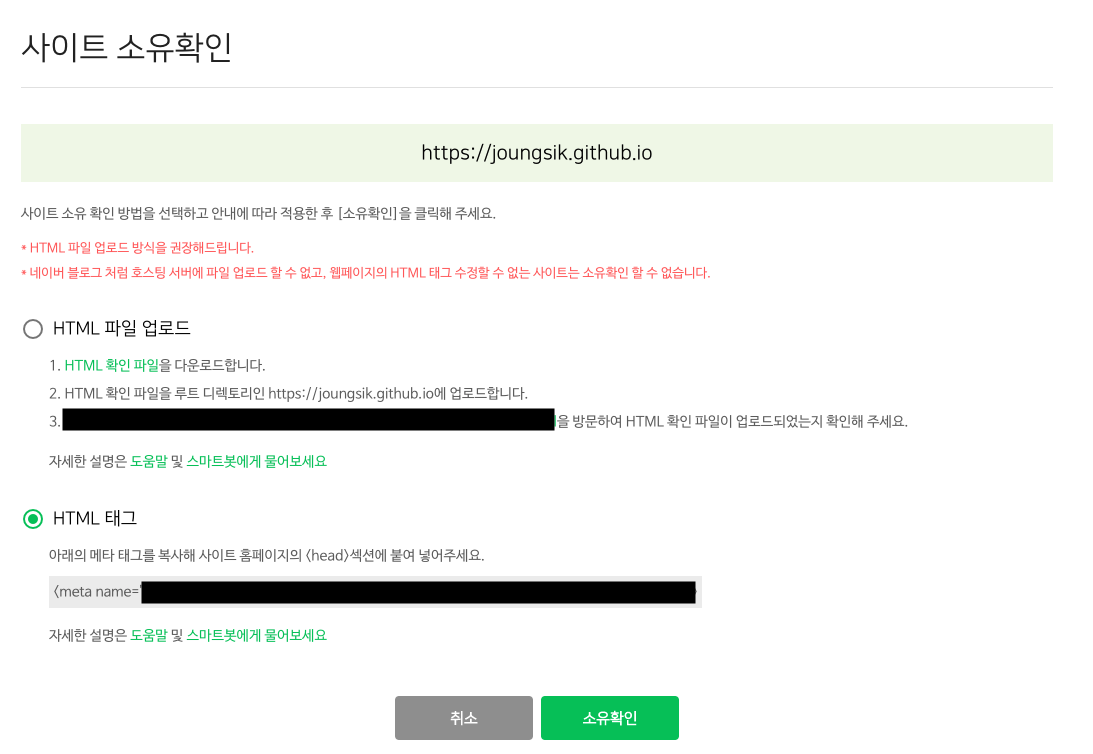 사이트 소유확인
https://joungsik.github.io
사이트 소유 확인 방법을 선택하고 안내에 따라 적용한 후 [소유확인]을 클릭해 주세요.
* HTML 파일 업로드 방식을 권장해드립니다.
* 네이버 블로그 처럼 호스팅 서버에 파일 업로드 할 수 없고, 웹페이지의 HTML 태그 수정할 수 없는 사이트는 소유확인 할 수 없습니다.
HTML 파일 업로드
1. HTML 확인 파일을 다운로드합니다.
2. HTML 확인 파일을 루트 디렉토리인 https://joungsik.github.io에 업로드합니다.
3. 을 방문하여 HTML 확인 파일이 업로드되었는지 확인해 주세요.
자세한 설명은 도움말 및 스마트봇에게 물어보세요
HTML 태그
아래의 메타 태그를 복사해 사이트 홈페이지의 <head>섹션에 붙여 넣어주세요.
<meta name="
자세한 설명은 도움말 및 스마트봇에게 물어보세요
취소
소유확인